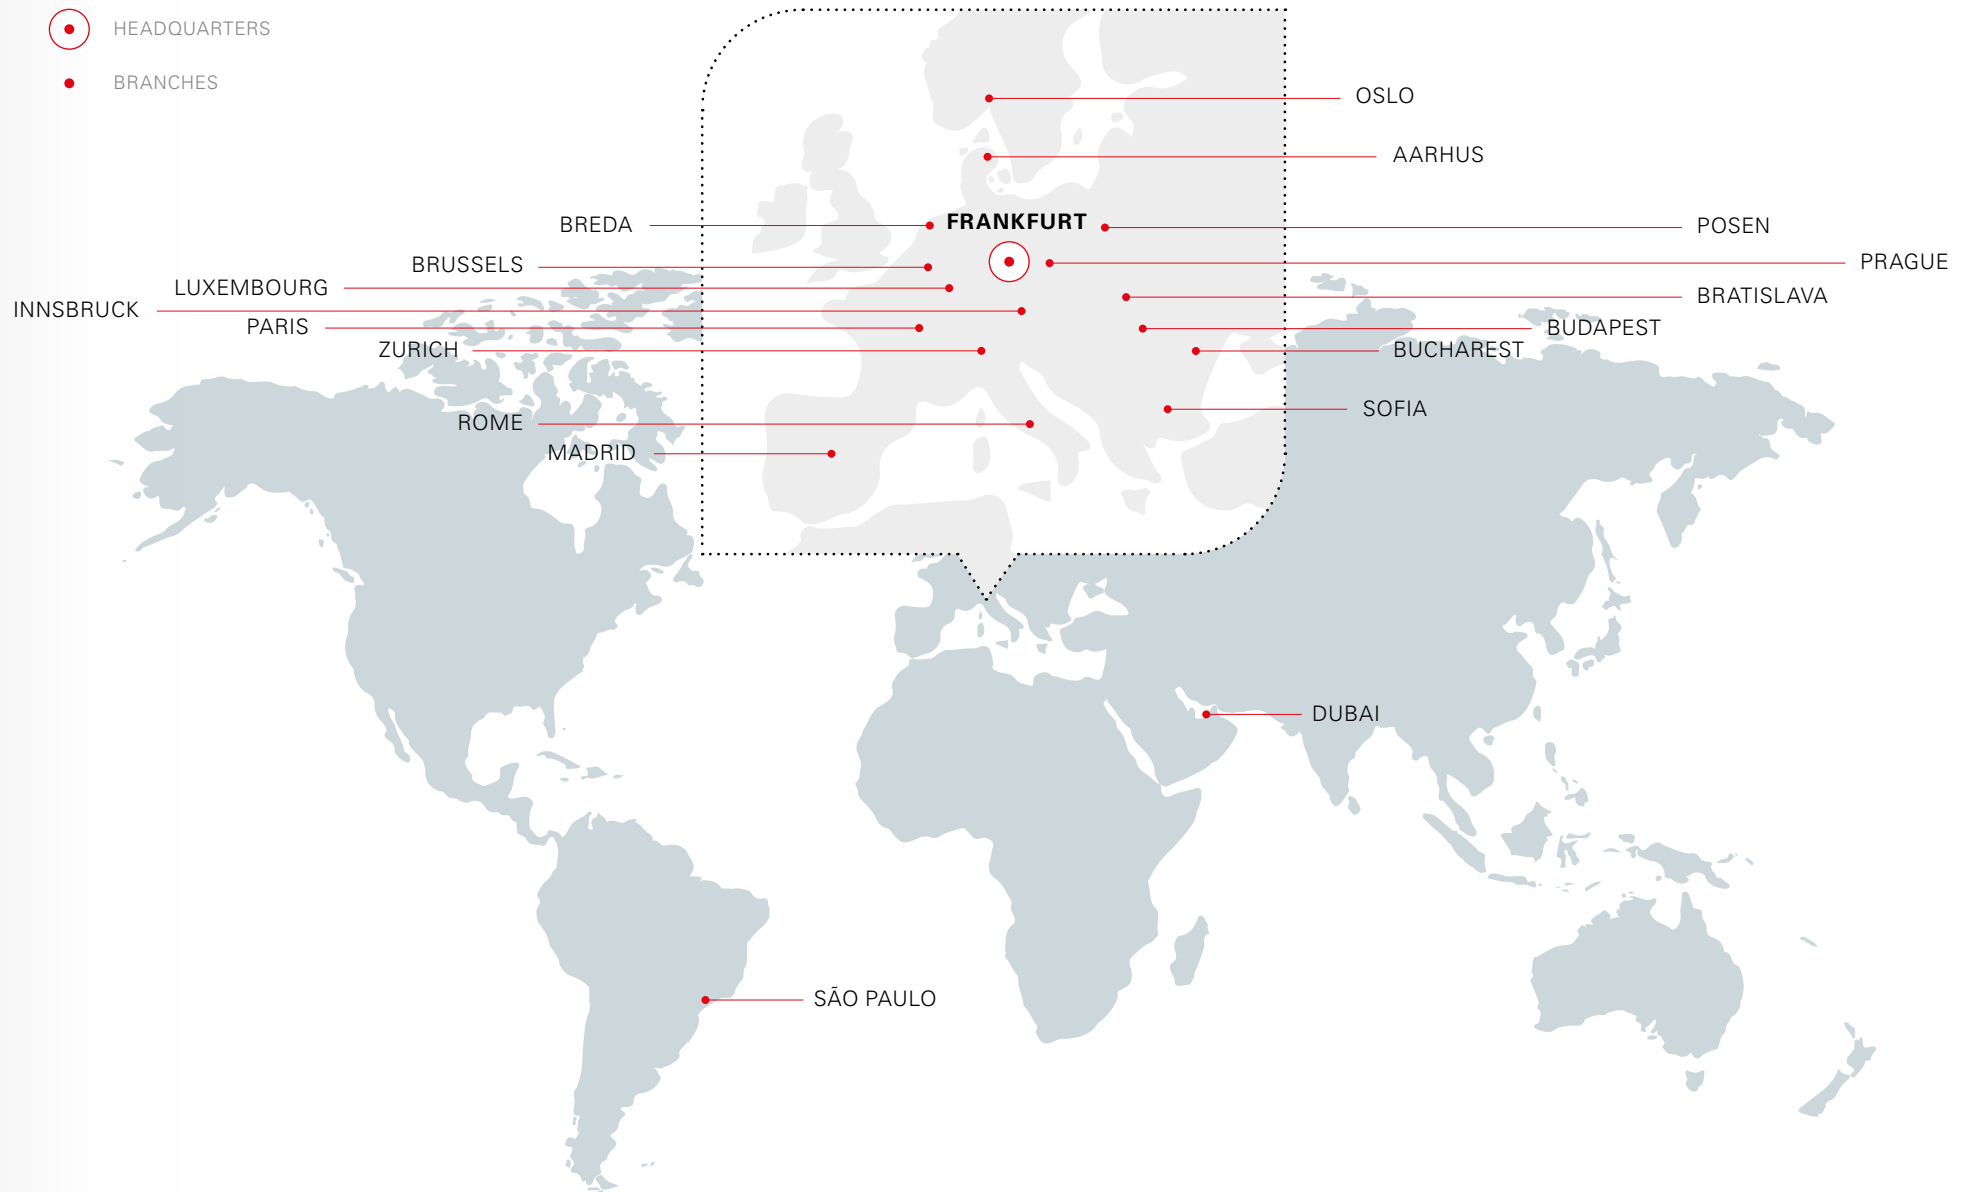 HEADQUARTERS
BRANCHES
OSLO
AARHUS
BREDA
FRANKFURT
POSEN
BRUSSELS
PRAGUE
LUXEMBOURG
BRATISLAVA
INNSBRUCK
PARIS
BUDAPEST
ZURICH
BUCHAREST
ROME
SOFIA
MADRID
DUBAI
SÃO PAULO